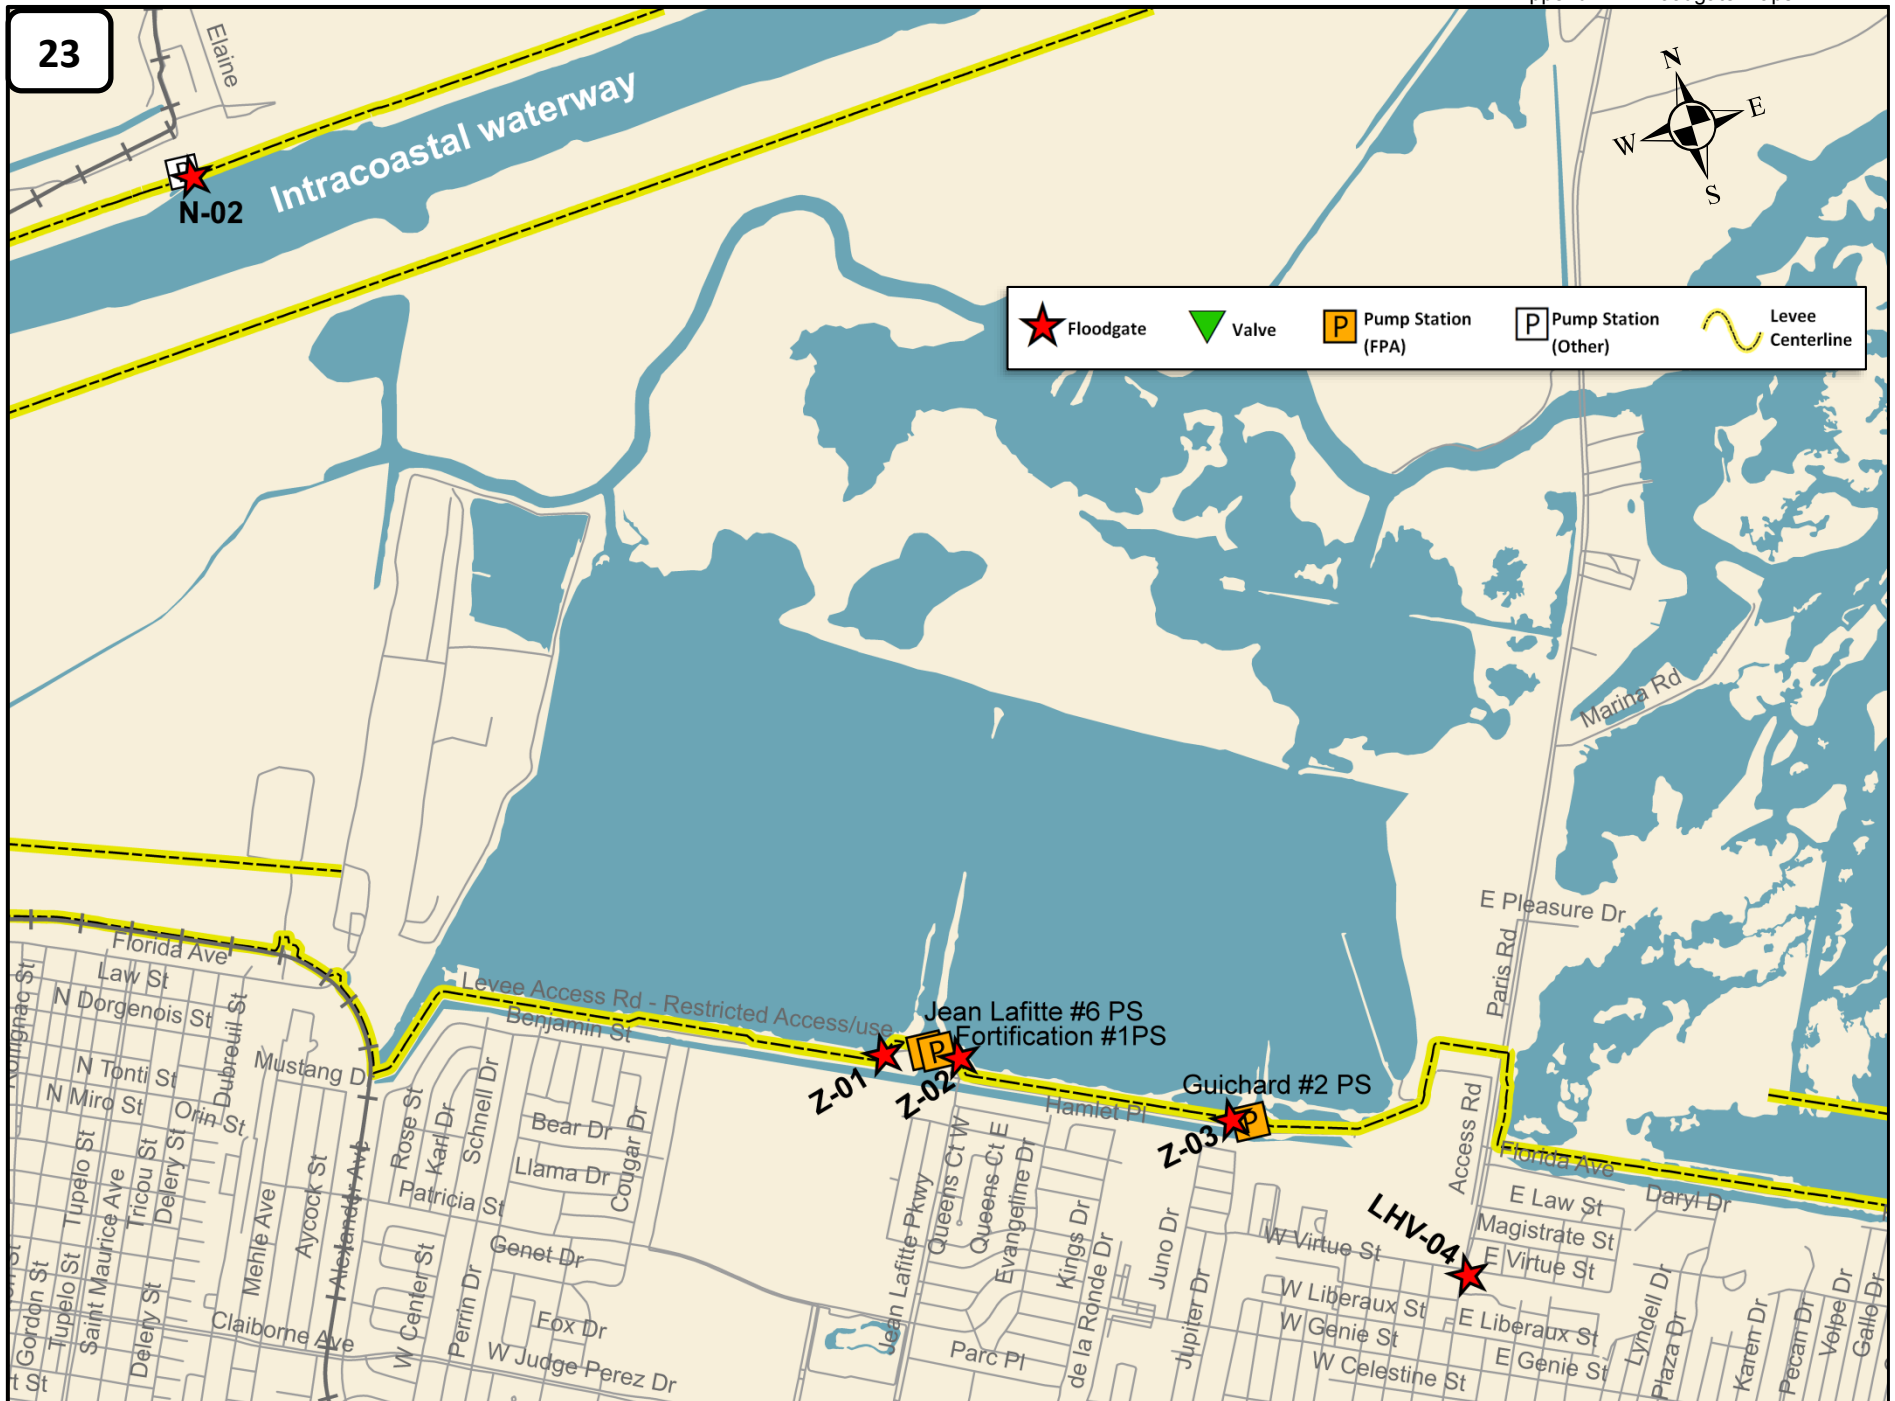 23
Elaine
Intracoastal waterway
N
E
W
S
N-02
Floodgate
Valve
P
Pump Station
(FPA)
P
Pump Station
(Other)
Levee
Centerline
Marina Rd
E Pleasure Dr
Paris Rd
Florida Ave
Law St
N Dorgenois St
Dubreuil St
N Tonti St
N Miro St
Orin St
Mustang D
Levee Access Rd - Restricted Access/use
Benjamin St
Jean Lafitte #6 PS
Fortification #1PS
P
Z-01
Z-02
Guichard #2 PS
P
Z-03
Hamlet Pl
Access Rd
Florida Ave
Daryl Dr
E Law St
Magistrate St
E Virtue St
LHV-04
W Virtue St
W Liberaux St
E Liberaux St
W Genie St
E Genie St
W Celestine St
Tupelo St
Tricou St
Delery St
Saint Maurice Ave
Gordon St
Tupelo St
Delery St
Mehle Ave
Aycock St
Alexander Ave
Rose St
Karl Dr
Schnell Dr
Bear Dr
Llama Dr
Cougar Dr
Patricia St
Genet Dr
W Center St
Perrin Dr
Fox Dr
Claiborne Ave
W Judge Perez Dr
t St
Jean Lafitte Pkwy
Queens Ct W
Queens Ct E
Evangeline Dr
Kings Dr
de la Ronde Dr
Parc Pl
Juno Dr
Jupiter Dr
Lyndell Dr
Plaza Dr
Karen Dr
Pecan Dr
Volpe Dr
Gallo Dr